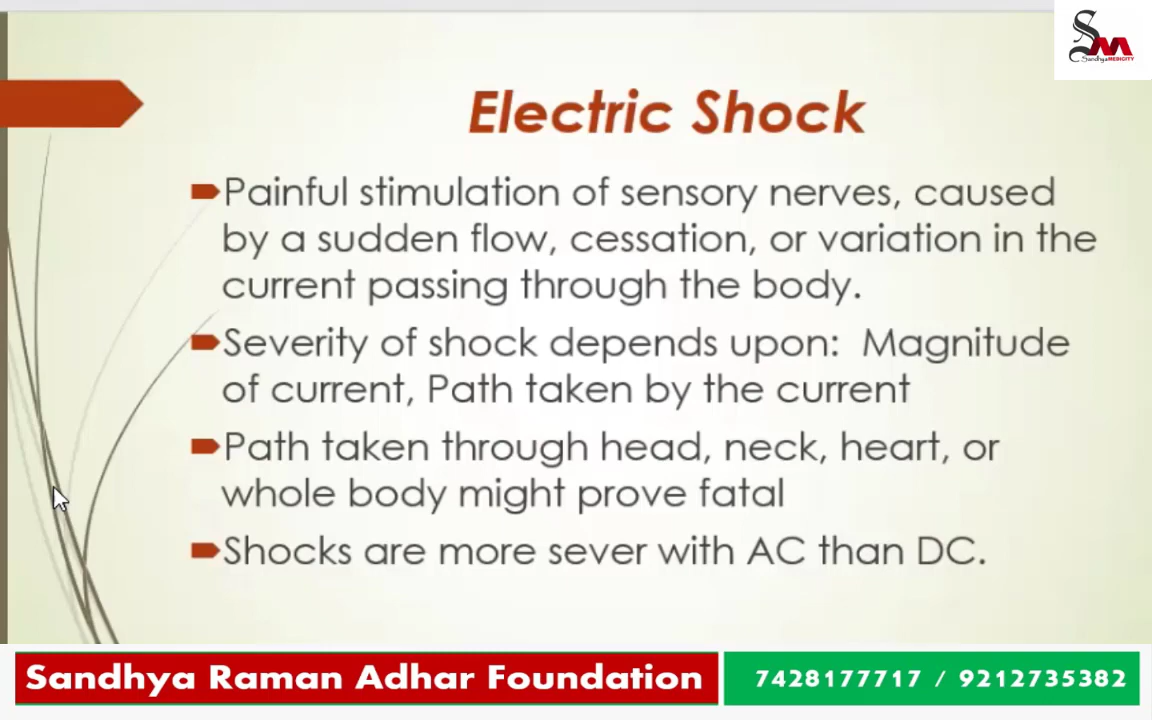 SM
SandhyaMEDICITY
Electric Shock
Painful stimulation of sensory nerves, caused
by a sudden flow, cessation, or variation in the
current passing through the body.
Severity of shock depends upon: Magnitude
of current, Path taken by the current
Path taken through head, neck, heart, or
whole body might prove fatal
Shocks are more sever with AC than DC.
Sandhya Raman Adhar Foundation
7428177717 / 9212735382